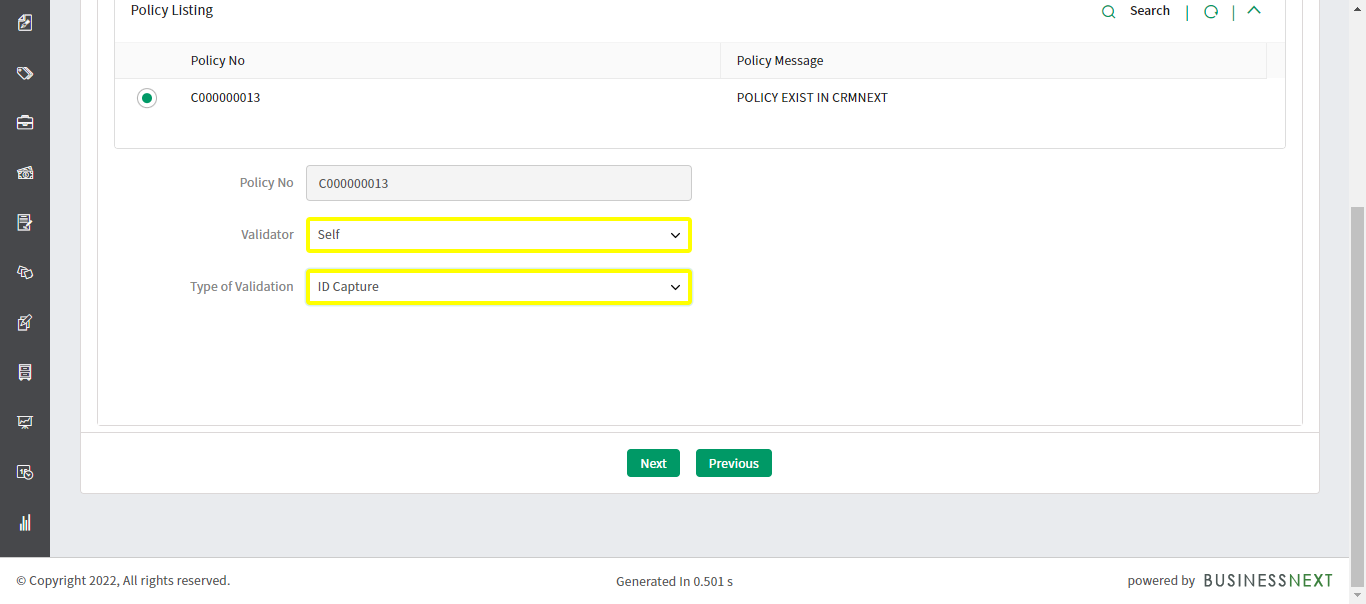 Policy Listing
Search
Policy No
Policy Message
C000000013
POLICY EXIST IN CRMNEXT
Policy No
C000000013
Validator
Self
Type of Validation
ID Capture
Next
Previous
© Copyright 2022, All rights reserved.
Generated In 0.501 s
powered by BUSINESSNEXT